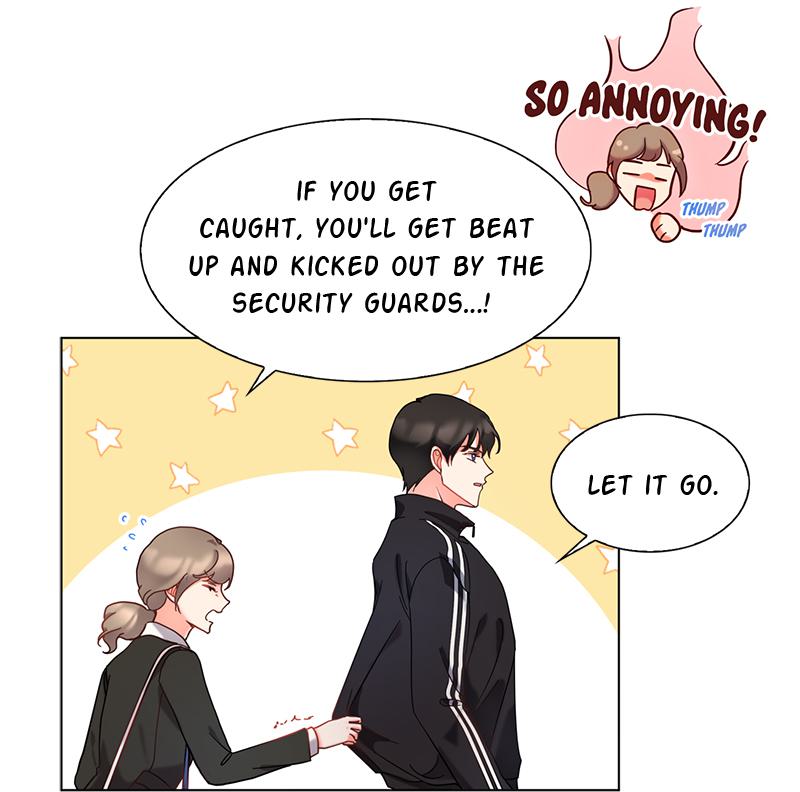 SO ANNOYING!
THUMP
THUMP
IF YOU GET
CAUGHT, YOU'LL GET BEAT
UP AND KICKED OUT BY THE
SECURITY GUARDS...!
LET IT GO.